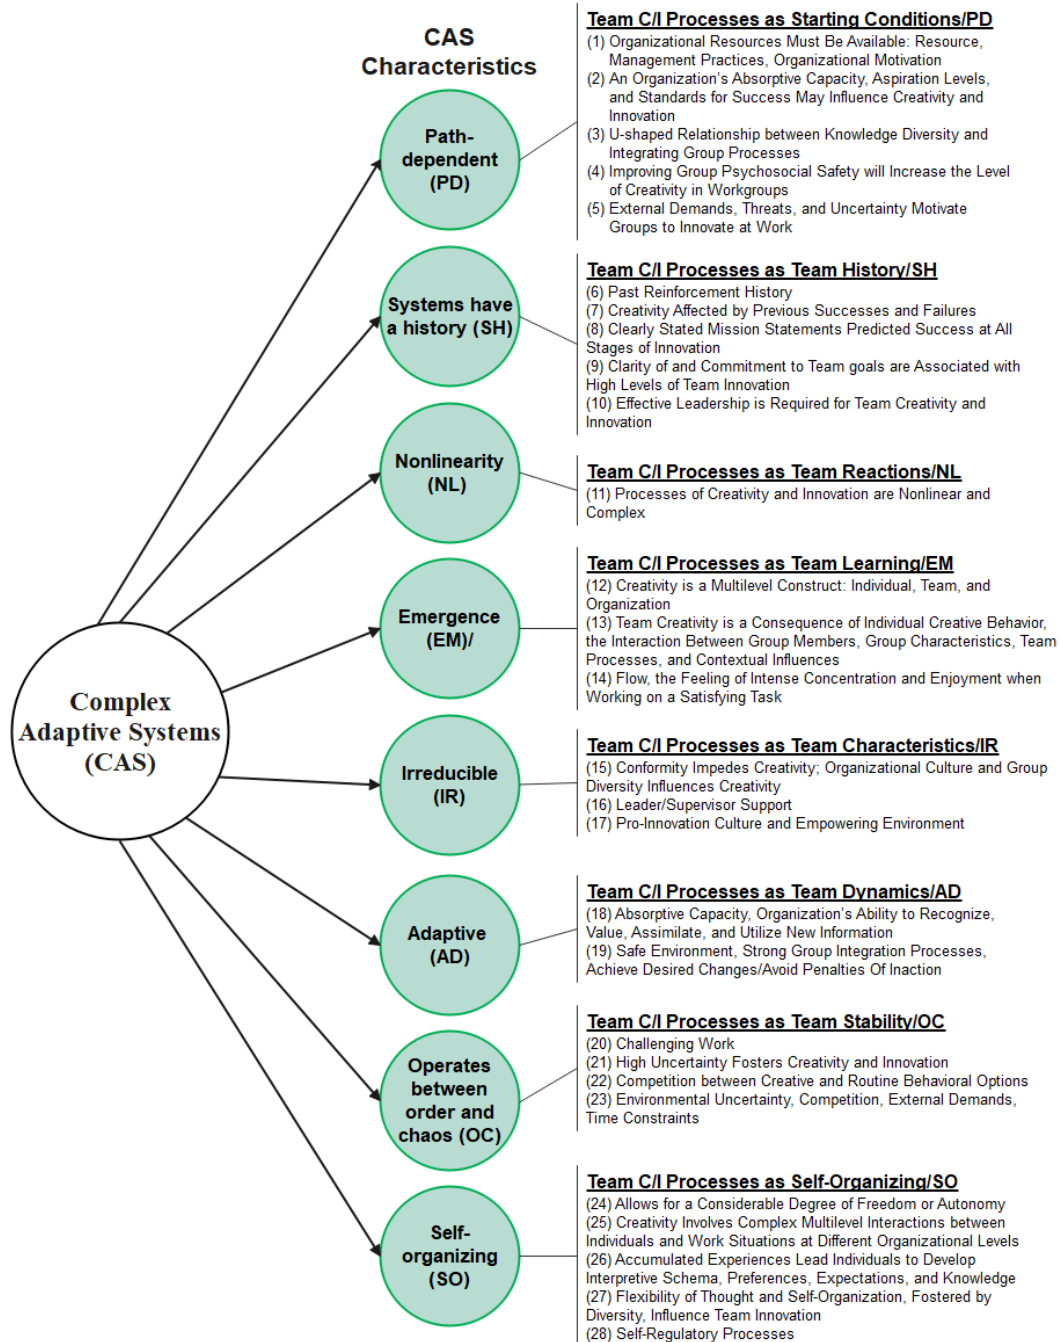 CAS
Characteristics
Complex
Adaptive Systems
(CAS)
Path-
dependent
(PD)
Team C/I Processes as Starting Conditions/PD
(1) Organizational Resources Must Be Available: Resource,
Management Practices, Organizational Motivation
(2) An Organization's Absorptive Capacity, Aspiration Levels,
and Standards for Success May Influence Creativity and
Innovation
(3) U-shaped Relationship between Knowledge Diversity and
Integrating Group Processes
(4) Improving Group Psychosocial Safety will Increase the Level
of Creativity in Workgroups
(5) External Demands, Threats, and Uncertainty Motivate
Groups to Innovate at Work
Systems have
a history (SH)
Team C/I Processes as Team History/SH
(6) Past Reinforcement History
(7) Creativity Affected by Previous Successes and Failures
(8) Clearly Stated Mission Statements Predicted Success at All
Stages of Innovation
(9) Clarity of and Commitment to Team goals are Associated with
High Levels of Team Innovation
(10) Effective Leadership is Required for Team Creativity and
Innovation
Nonlinearity
(NL)
Team C/I Processes as Team Reactions/NL
(11) Processes of Creativity and Innovation are Nonlinear and
Complex
Emergence
(EM)/
Team C/I Processes as Team Learning/EM
(12) Creativity is a Multilevel Construct: Individual, Team, and
Organization
(13) Team Creativity is a Consequence of Individual Creative Behavior,
the Interaction Between Group Members, Group Characteristics, Team
Processes, and Contextual Influences
(14) Flow, the Feeling of Intense Concentration and Enjoyment when
Working on a Satisfying Task
Irreducible
(IR)
Team C/I Processes as Team Characteristics/IR
(15) Conformity Impedes Creativity; Organizational Culture and Group
Diversity Influences Creativity
(16) Leader/Supervisor Support
(17) Pro-Innovation Culture and Empowering Environment
Adaptive
(AD)
Team C/I Processes as Team Dynamics/AD
(18) Absorptive Capacity, Organization's Ability to Recognize,
Value, Assimilate, and Utilize New Information
(19) Safe Environment, Strong Group Integration Processes,
Achieve Desired Changes/Avoid Penalties Of Inaction
Operates
between
order and
chaos (OC)
Team C/I Processes as Team Stability/OC
(20) Challenging Work
(21) High Uncertainty Fosters Creativity and Innovation
(22) Competition between Creative and Routine Behavioral Options
(23) Environmental Uncertainty, Competition, External Demands,
Time Constraints
Self-
organizing
(SO)
Team C/I Processes as Self-Organizing/SO
(24) Allows for a Considerable Degree of Freedom or Autonomy
(25) Creativity Involves Complex Multilevel Interactions between
Individuals and Work Situations at Different Organizational Levels
(26) Accumulated Experiences Lead Individuals to Develop
Interpretive Schema, Preferences, Expectations, and Knowledge
(27) Flexibility of Thought and Self-Organization, Fostered by
Diversity, Influence Team Innovation
(28) Self-Regulatory Processes